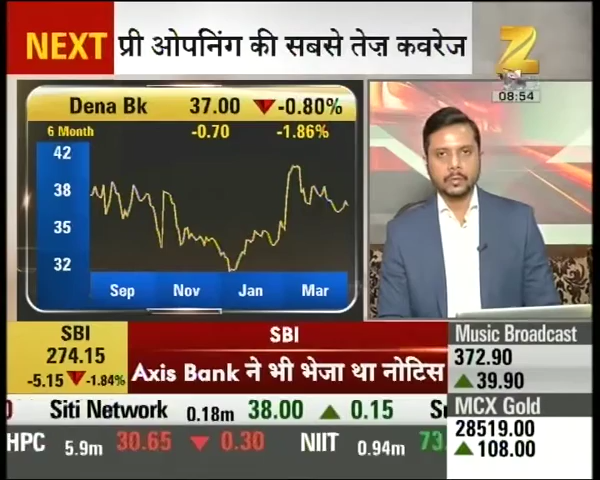 NEXT प्री ओपनिंग की सबसे तेज़ कवरेज
Z
08:54
Dena Bk 37.00 -0.80%
6 Month -0.70 -1.86%
42
38
35
32
Sep Nov Jan Mar
SBI
274.15
-5.15 -1.84%
SBI
Axis Bank ने भी भेजा था नोटिस
Music Broadcast
372.90
39.90
MCX Gold
28519.00
108.00
Siti Network 0.18m 38.00 0.15
HPC 5.9m 30.65 0.30 NIIT 0.94m 73.